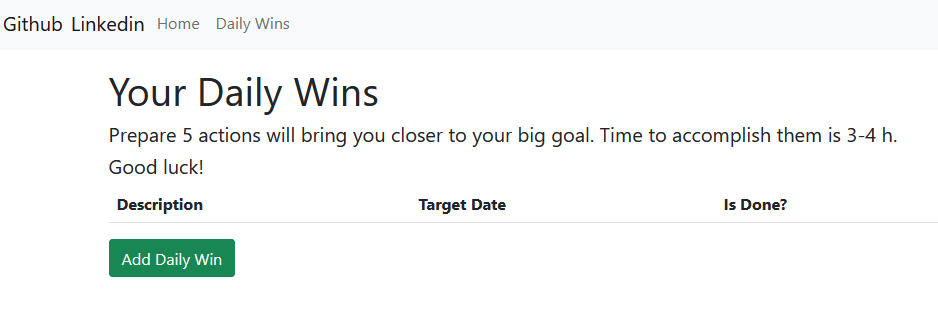 Github Linkedin Home Daily Wins
Your Daily Wins
Prepare 5 actions will bring you closer to your big goal. Time to accomplish them is 3-4 h.
Good luck!
Description Target Date Is Done?
Add Daily Win